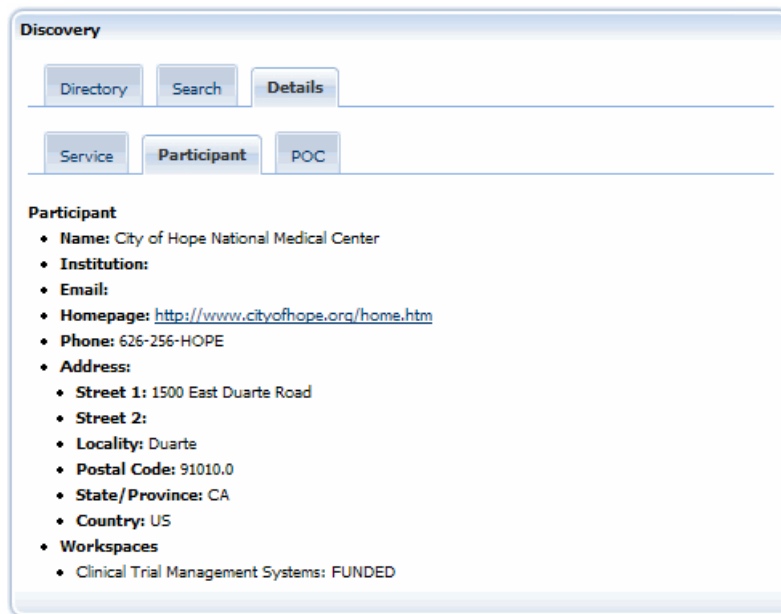 Discovery
Directory Search Details
Service Participant POC
Participant
• Name: City of Hope National Medical Center
• Institution:
• Email:
• Homepage: http://www.cityofhope.org/home.htm
• Phone: 626-256-HOPE
• Address:
• Street 1: 1500 East Duarte Road
• Street 2:
• Locality: Duarte
• Postal Code: 91010.0
• State/Province: CA
• Country: US
• Workspaces
• Clinical Trial Management Systems: FUNDED